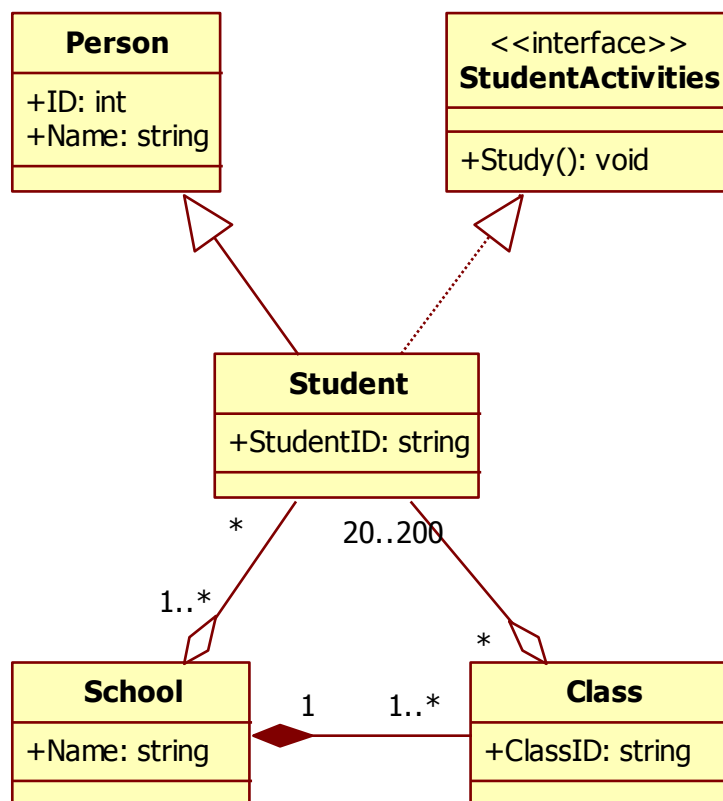 Person
+ID: int
+Name: string
<<interface>>
StudentActivities
+Study(): void
Student
+StudentID: string
*
20..200
1..*
*
School
+Name: string
1
1..*
Class
+ClassID: string